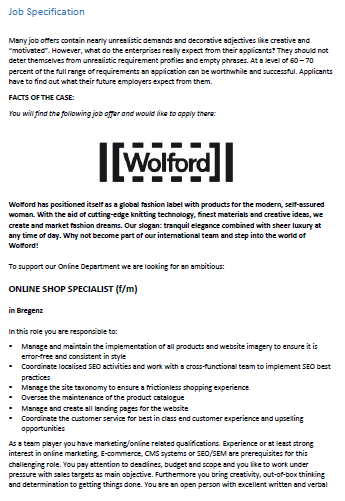 Job Specification
Many job offers contain nearly unrealistic demands and decorative adjectives like creative and
"motivated". However, what do the enterprises really expect from their applicants? They should not
deter themselves from unrealistic requirement profiles and empty phrases. At a level of 60 – 70
percent of the full range of requirements an application can be worthwhile and successful. Applicants
have to find out what their future employers expect from them.
FACTS OF THE CASE:
You will find the following job offer and would like to apply there:
Wolford
Wolford has positioned itself as a global fashion label with products for the modern, self-assured
woman. With the aid of cutting-edge knitting technology, finest materials and creative ideas, we
create and market fashion dreams. Our slogan: tranquil elegance combined with sheer luxury at
any time of day. Why not become part of our international team and step into the world of
Wolford!
To support our Online Department we are looking for an ambitious:
ONLINE SHOP SPECIALIST (f/m)
in Bregenz
In this role you are responsible to:
• Manage and maintain the implementation of all products and website imagery to ensure it is
error-free and consistent in style
• Coordinate localised SEO activities and work with a cross-functional team to implement SEO best
practices
• Manage the site taxonomy to ensure a frictionless shopping experience
• Oversee the maintenance of the product catalogue
• Manage and create all landing pages for the website
• Coordinate the customer service for best in class end customer experience and upselling
opportunities
As a team player you have marketing/online related qualifications. Experience or at least strong
interest in online marketing, E-commerce, CMS systems or SEO/SEM are prerequisites for this
challenging role. You pay attention to deadlines, budget and scope and you like to work under
pressure with sales targets as main objective. Furthermore you bring creativity, out-of-box thinking
and determination to getting things done. You are an open person with excellent written and verbal